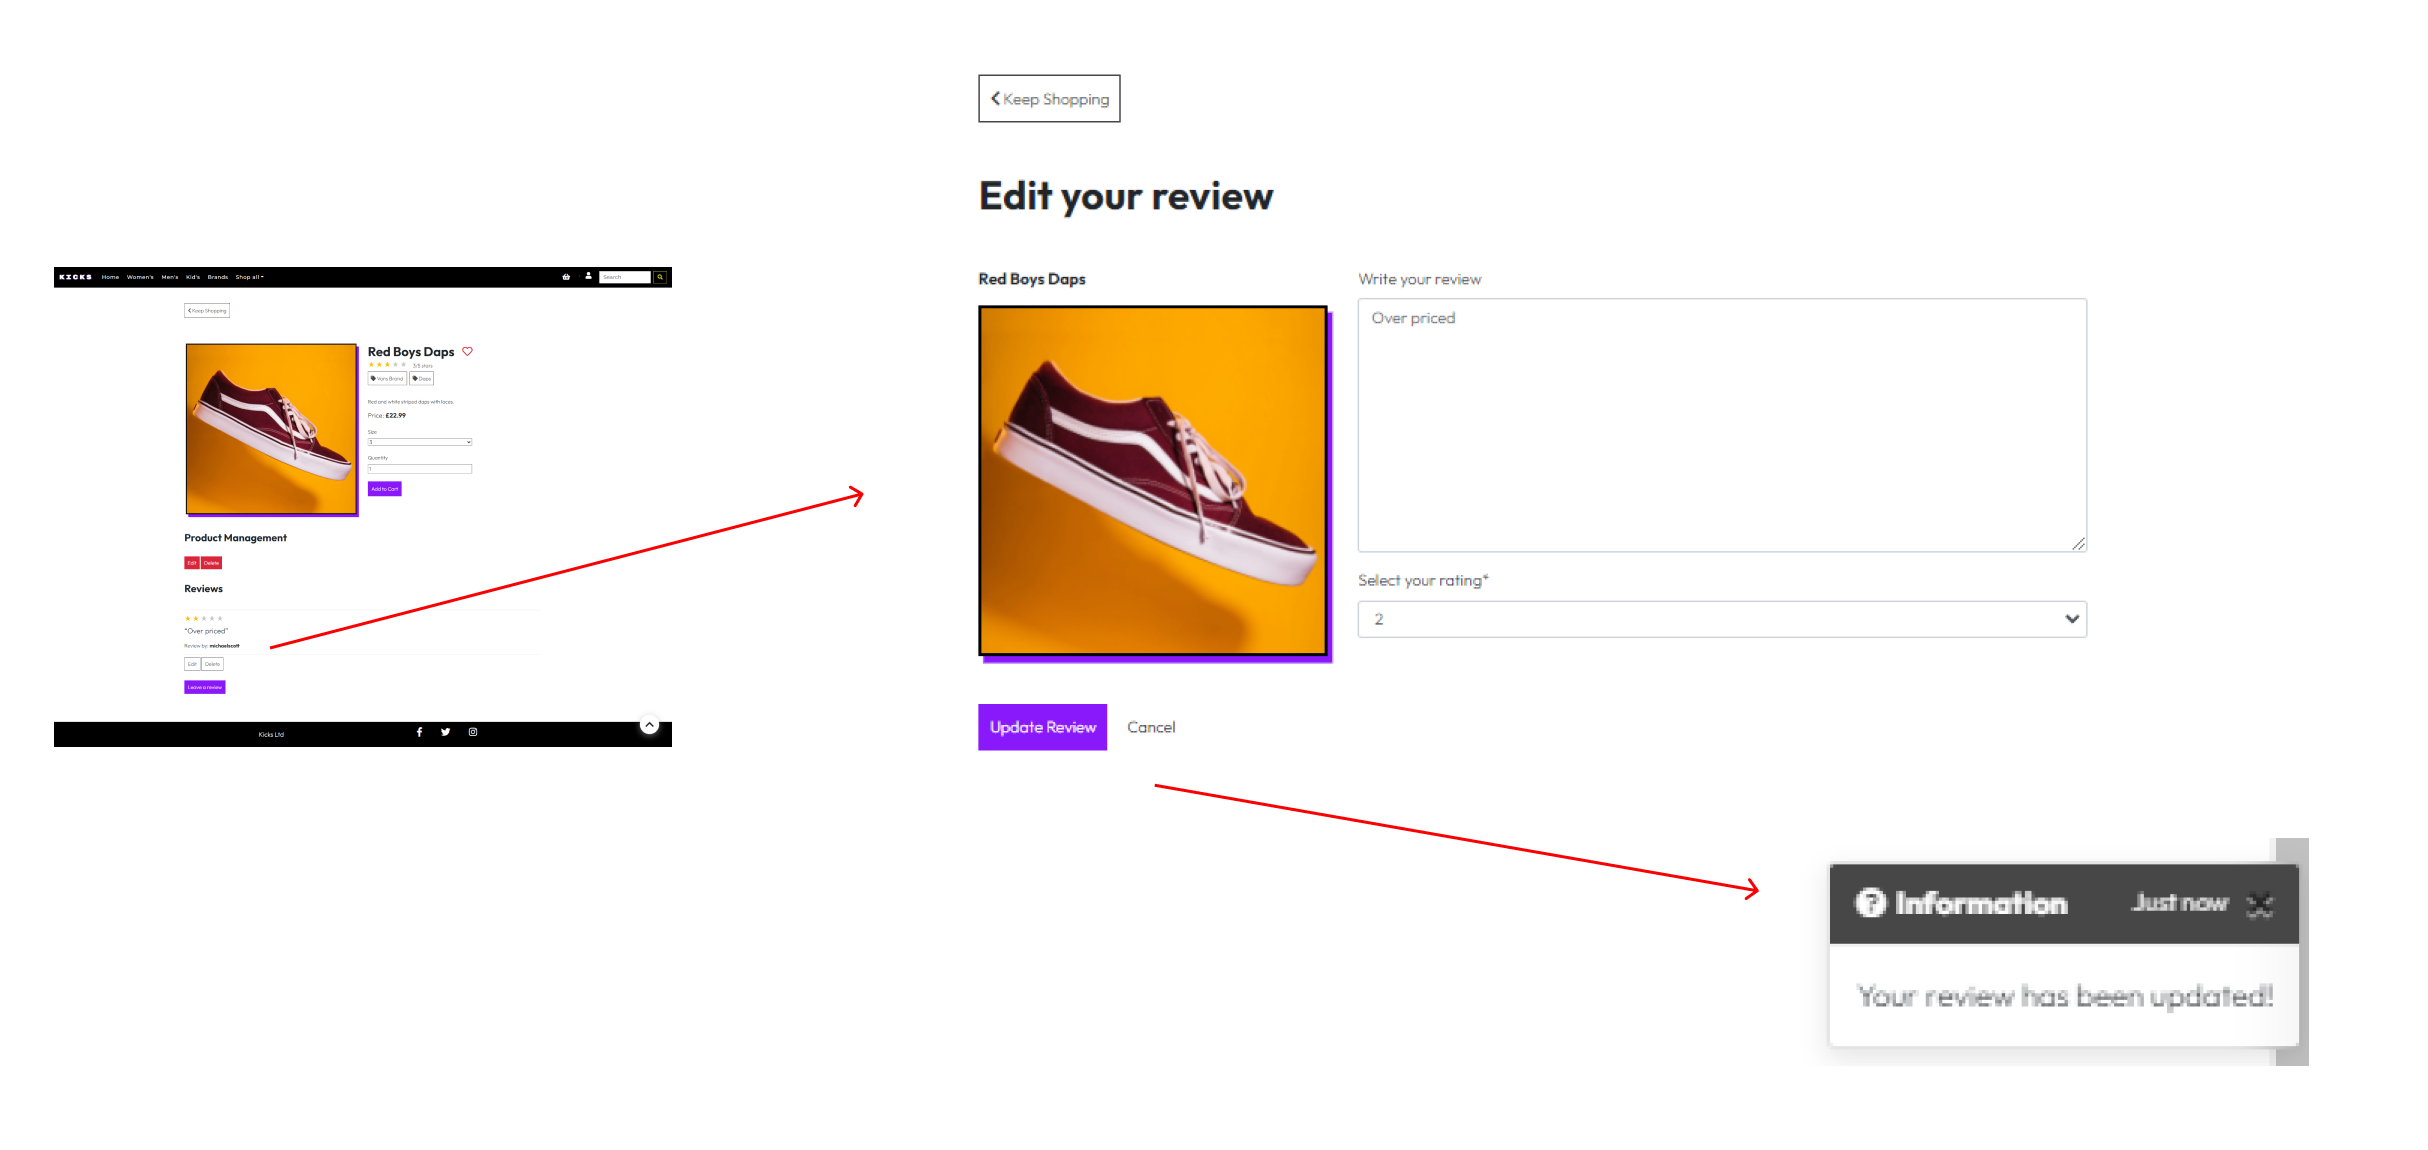 KICKS Home Women's Men's Kid's Brands Shop all Search
Keep Shopping
Red Boys Daps
3/5 stars
Vans Brand Daps
Red and white striped daps with laces.
Price: £22.99
Size
3
Quantity
1
Add to Cart
Product Management
Edit Delete
Reviews
"Over priced"
Review by: michaelscott
Edit Delete
Leave a review
Kicks Ltd
Keep Shopping
Edit your review
Red Boys Daps
Write your review
Over priced
Select your rating*
2
Update Review Cancel
Information Just now
Your review has been updated!